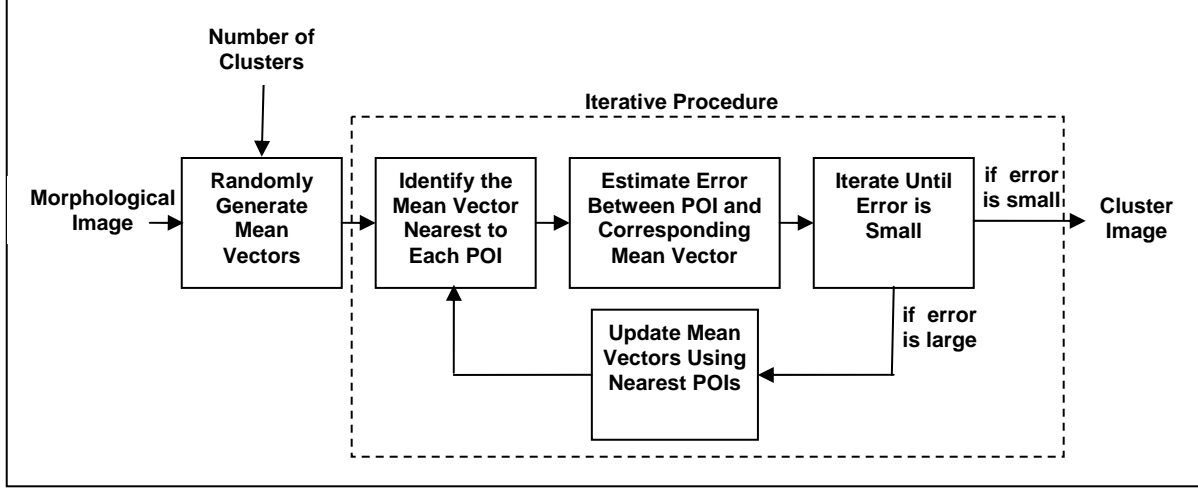 Number of
Clusters
Iterative Procedure
Morphological
Image
Randomly
Generate
Mean
Vectors
Identify the
Mean Vector
Nearest to
Each POI
Estimate Error
Between POI and
Corresponding
Mean Vector
Iterate Until
Error is
Small
if error
is small
Cluster
Image
if error
is large
Update Mean
Vectors Using
Nearest POIs